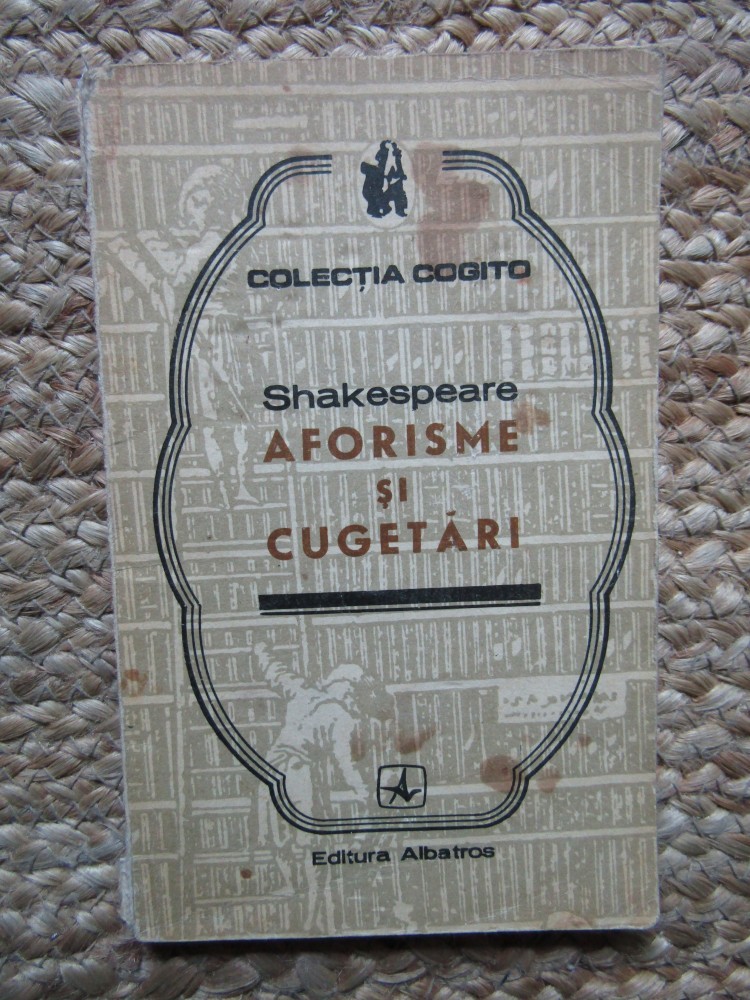 COLECȚIA COGITO
Shakespeare
AFORISME
ȘI
CUGETĂRI
Editura Albatros